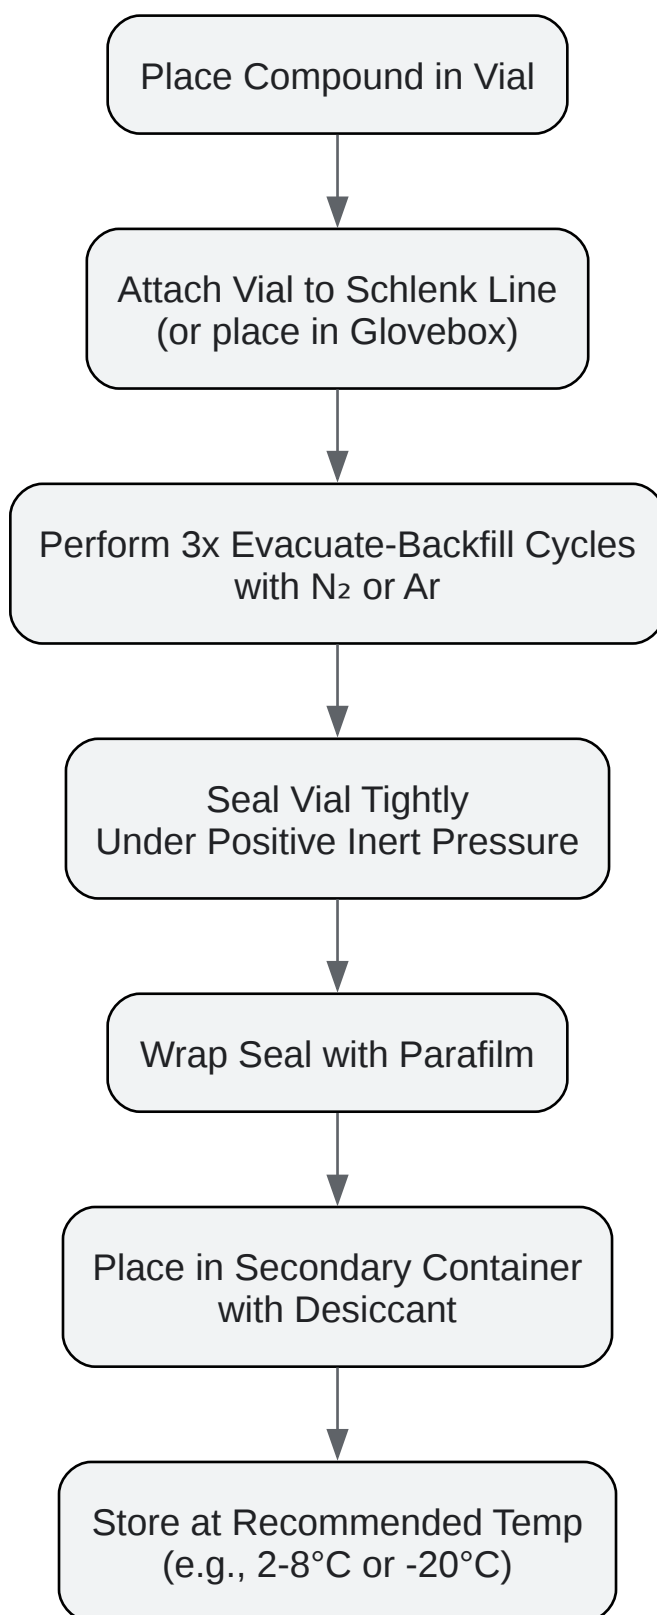 Place Compound in Vial
Attach Vial to Schlenk Line
(or place in Glovebox)
Perform 3x Evacuate-Backfill Cycles
with N₂ or Ar
Seal Vial Tightly
Under Positive Inert Pressure
Wrap Seal with Parafilm
Place in Secondary Container
with Desiccant
Store at Recommended Temp
(e.g., 2-8°C or -20°C)